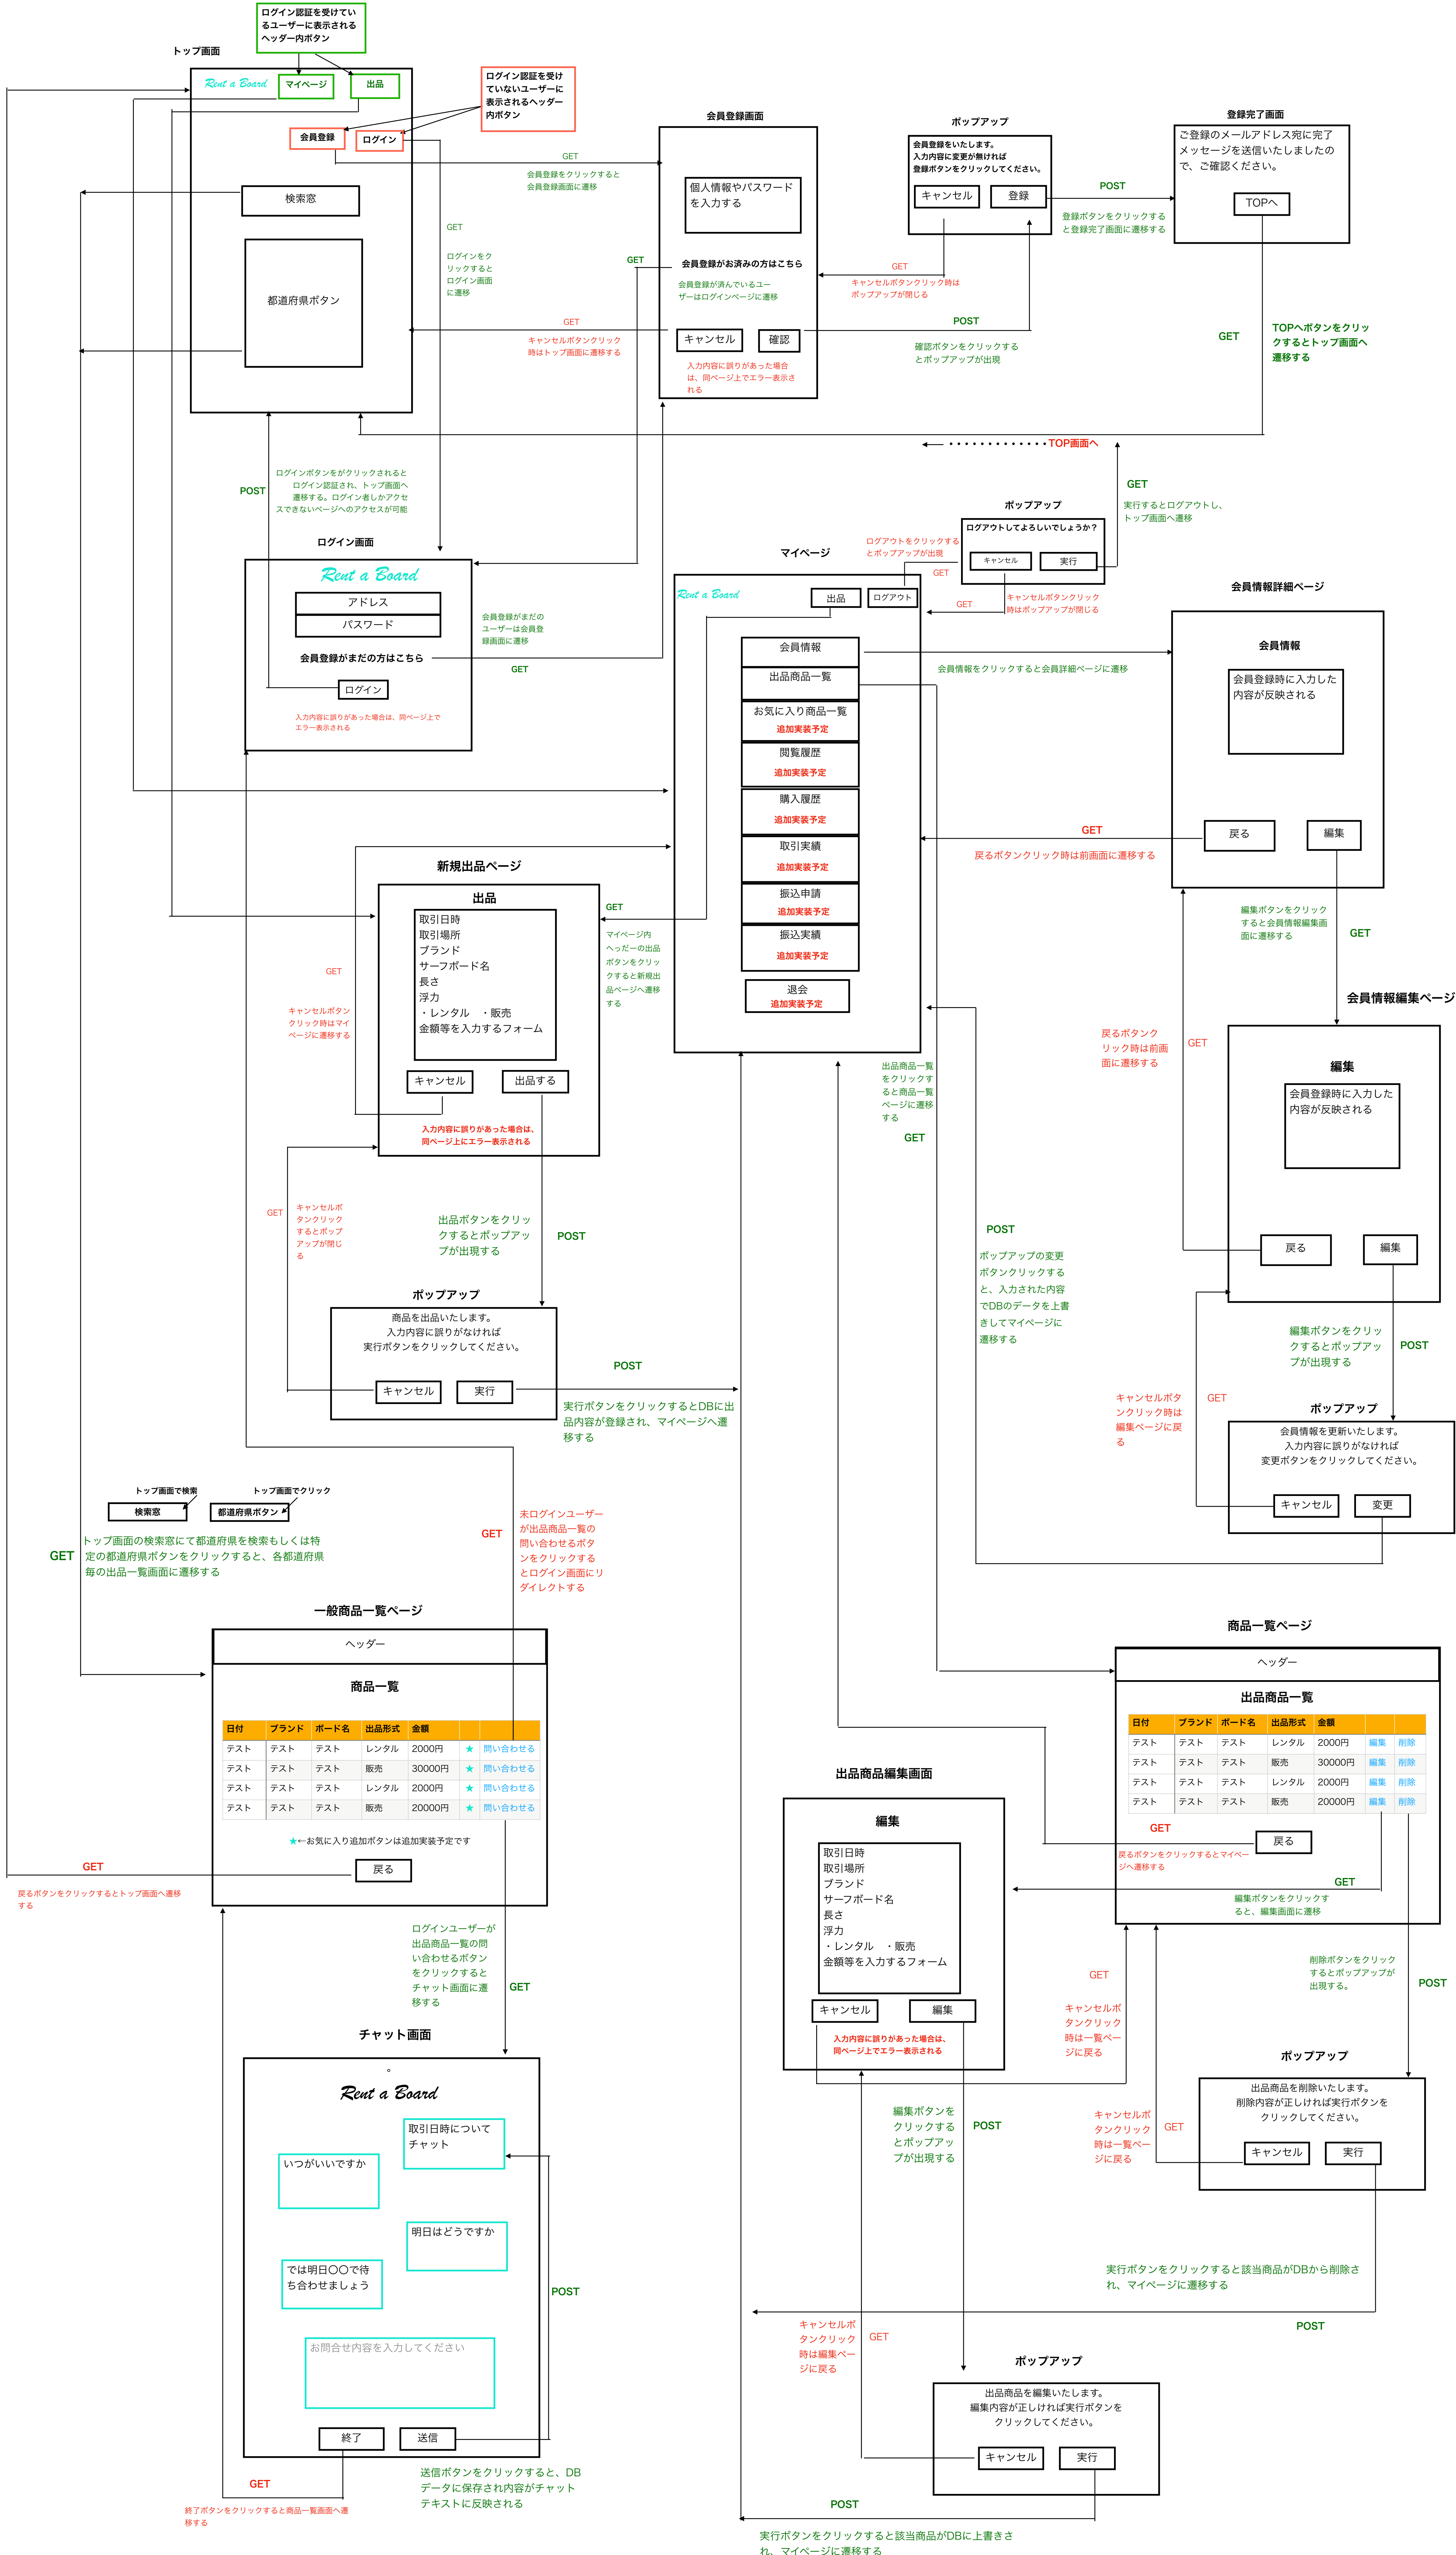 ログイン認証を受けてい
るユーザーに表示される
ヘッダー内ボタン
トップ画面
Rent a Board
マイページ
出品
ログイン認証を受け
ていないユーザーに
表示されるヘッダー
内ボタン
会員登録
ログイン
検索窓
都道府県ボタン
GET
会員登録をクリックすると
会員登録画面に遷移
GET
ログインをク
リックすると
ログイン画面
に遷移
会員登録画面
個人情報やパスワード
を入力する
会員登録がお済みの方はこちら
会員登録が済んでいるユー
ザーはログインページに遷移
GET
キャンセル
確認
入力内容に誤りがあった場合
は、同ページ上でエラー表示さ
れる
GET
キャンセルボタンクリック
時はトップ画面に遷移する
ポップアップ
会員登録をいたします。
入力内容に変更が無ければ
登録ボタンをクリックしてください。
キャンセル
登録
GET
キャンセルボタンクリック時は
ポップアップが閉じる
POST
確認ボタンをクリックする
とポップアップが出現
POST
登録ボタンをクリックする
と登録完了画面に遷移する
登録完了画面
ご登録のメールアドレス宛に完了
メッセージを送信いたしましたの
で、ご確認ください。
TOPへ
GET
TOPへボタンをクリッ
クするとトップ画面へ
遷移する
TOP画面へ
POST
ログインボタンをがクリックされると
ログイン認証され、トップ画面へ
遷移する。ログイン者しかアクセ
スできないページへのアクセスが可能
ログイン画面
Rent a Board
アドレス
パスワード
会員登録がまだの方はこちら
ログイン
入力内容に誤りがあった場合は、同ページ上で
エラー表示される
会員登録がまだの
ユーザーは会員登
録画面に遷移
GET
マイページ
Rent a Board
出品
ログアウト
会員情報
出品商品一覧
お気に入り商品一覧
追加実装予定
閲覧履歴
追加実装予定
購入履歴
追加実装予定
取引実績
追加実装予定
振込申請
追加実装予定
振込実績
追加実装予定
退会
追加実装予定
ログアウトをクリックする
とポップアップが出現
GET
ポップアップ
ログアウトしてよろしいでしょうか？
キャンセル
実行
GET
キャンセルボタンクリック
時はポップアップが閉じる
GET
実行するとログアウトし、
トップ画面へ遷移
会員情報をクリックすると会員詳細ページに遷移
会員情報詳細ページ
会員情報
会員登録時に入力した
内容が反映される
戻る
編集
GET
戻るボタンクリック時は前画面に遷移する
編集ボタンをクリック
すると会員情報編集画
面に遷移する
GET
会員情報編集ページ
編集
会員登録時に入力した
内容が反映される
戻る
編集
戻るボタンク
リック時は前画
面に遷移する
GET
編集ボタンをクリッ
クするとポップアッ
プが出現する
POST
キャンセルボタ
ンクリック時は
編集ページに戻
る
GET
ポップアップ
会員情報を更新いたします。
入力内容に誤りがなければ
変更ボタンをクリックしてください。
キャンセル
変更
POST
ポップアップの変更
ボタンクリックする
と、入力された内容
でDBのデータを上書
きしてマイページに
遷移する
新規出品ページ
出品
取引日時
取引場所
ブランド
サーフボード名
長さ
浮力
・レンタル ・販売
金額等を入力するフォーム
キャンセル
出品する
入力内容に誤りがあった場合は、
同ページ上にエラー表示される
GET
キャンセルボタン
クリック時はマイ
ページに遷移する
GET
マイページ内
へっだーの出品
ボタンをクリッ
クすると新規出
品ページへ遷移
する
出品商品一覧
をクリックす
ると商品一覧
ページに遷移
する
GET
GET
キャンセルボ
タンクリック
するとポップ
アップが閉じ
る
出品ボタンをクリッ
クするとポップアッ
プが出現する
POST
ポップアップ
商品を出品いたします。
入力内容に誤りがなければ
実行ボタンをクリックしてください。
キャンセル
実行
POST
実行ボタンをクリックするとDBに出
品内容が登録され、マイページへ遷
移する
トップ画面で検索
トップ画面でクリック
検索窓
都道府県ボタン
GET
トップ画面の検索窓にて都道府県を検索もしくは特
定の都道府県ボタンをクリックすると、各都道府県
毎の出品一覧画面に遷移する
GET
未ログインユーザー
が出品商品一覧の
問い合わせるボタ
ンをクリックする
とログイン画面にリ
ダイレクトする
一般商品一覧ページ
ヘッダー
商品一覧
日付 ブランド ボード名 出品形式 金額
テスト テスト テスト レンタル 2000円 ★ 問い合わせる
テスト テスト テスト 販売 30000円 ★ 問い合わせる
テスト テスト テスト レンタル 2000円 ★ 問い合わせる
テスト テスト テスト 販売 20000円 ★ 問い合わせる
★←お気に入り追加ボタンは追加実装予定です
戻る
GET
戻るボタンをクリックするとトップ画面へ遷移
する
ログインユーザーが
出品商品一覧の問
い合わせるボタン
をクリックすると
チャット画面に遷
移する
GET
チャット画面
。
Rent a Board
取引日時について
チャット
いつがいいですか
明日はどうですか
では明日〇〇で待
ち合わせましょう
お問合せ内容を入力してください
終了
送信
POST
GET
終了ボタンをクリックすると商品一覧画面へ遷
移する
送信ボタンをクリックすると、DB
データに保存され内容がチャット
テキストに反映される
商品一覧ページ
ヘッダー
出品商品一覧
日付 ブランド ボード名 出品形式 金額
テスト テスト テスト レンタル 2000円 編集 削除
テスト テスト テスト 販売 30000円 編集 削除
テスト テスト テスト レンタル 2000円 編集 削除
テスト テスト テスト 販売 20000円 編集 削除
戻る
GET
戻るボタンをクリックするとマイペー
ジへ遷移する
GET
編集ボタンをクリックす
ると、編集画面に遷移
出品商品編集画面
編集
取引日時
取引場所
ブランド
サーフボード名
長さ
浮力
・レンタル ・販売
金額等を入力するフォーム
キャンセル
編集
入力内容に誤りがあった場合は、
同ページ上でエラー表示される
GET
キャンセルボ
タンクリック
時は一覧ペー
ジに戻る
削除ボタンをクリック
するとポップアップが
出現する。
POST
編集ボタンを
クリックする
とポップアッ
プが出現する
POST
キャンセルボ
タンクリック
時は一覧ペー
ジに戻る
GET
ポップアップ
出品商品を削除いたします。
削除内容が正しければ実行ボタンを
クリックしてください。
キャンセル
実行
実行ボタンをクリックすると該当商品がDBから削除さ
れ、マイページに遷移する
POST
キャンセルボ
タンクリック
時は編集ペー
ジに戻る
GET
ポップアップ
出品商品を編集いたします。
編集内容が正しければ実行ボタンを
クリックしてください。
キャンセル
実行
POST
実行ボタンをクリックすると該当商品がDBに上書きさ
れ、マイページに遷移する